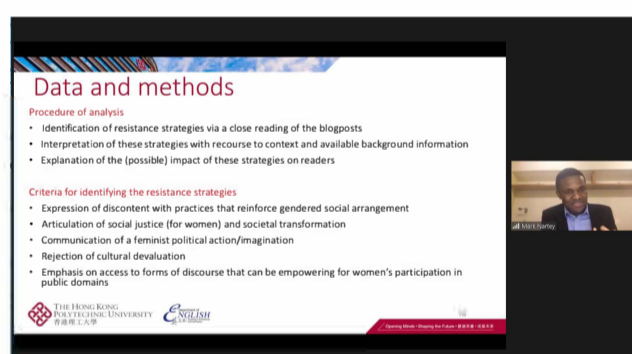 Data and methods
Procedure of analysis
• Identification of resistance strategies via a close reading of the blogposts
• Interpretation of these strategies with recourse to context and available background information
• Explanation of the (possible) impact of these strategies on readers
Criteria for identifying the resistance strategies
• Expression of discontent with practices that reinforce gendered social arrangement
• Articulation of social justice (for women) and societal transformation
• Communication of a feminist political action/imagination
• Rejection of cultural devaluation
• Emphasis on access to forms of discourse that can be empowering for women's participation in
public domains
THE HONG KONG
POLYTECHNIC UNIVERSITY
香港理工大學
ENGLISH
Opening Minds • Shaping the Future • 啟迪思維 • 成就未來
Mark Nartey